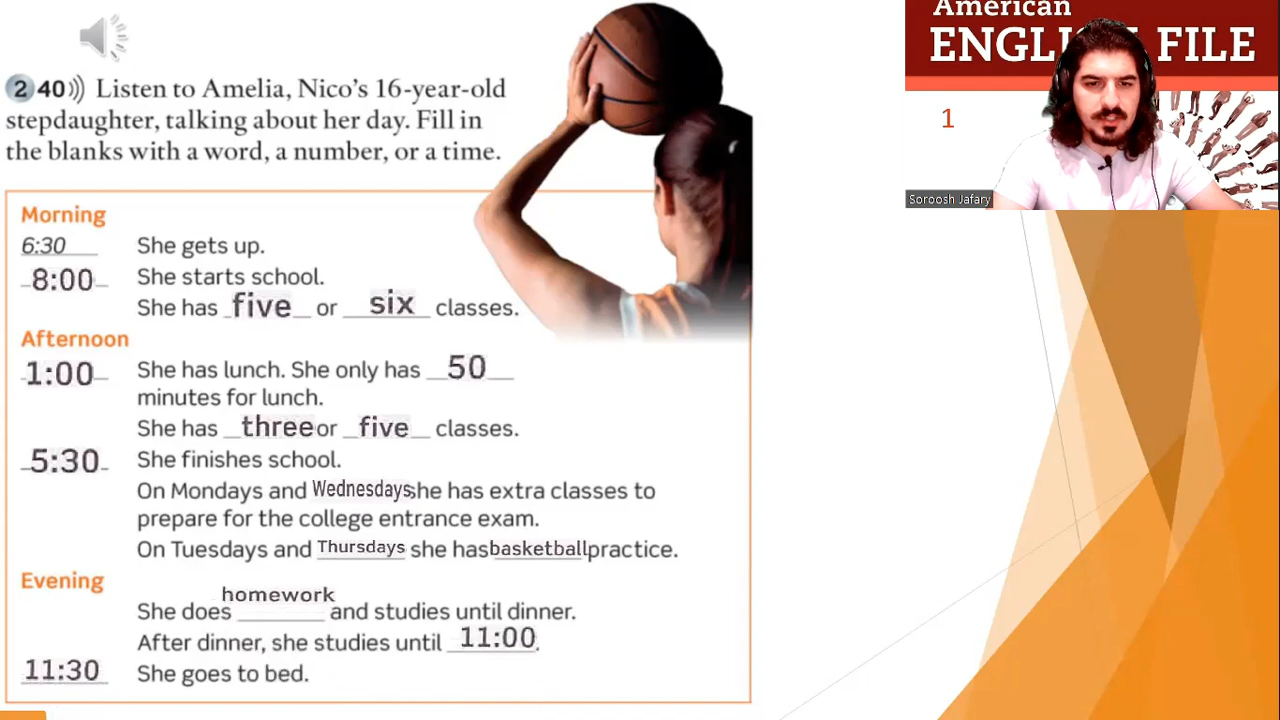 2 40 Listen to Amelia, Nico's 16-year-old
stepdaughter, talking about her day. Fill in
the blanks with a word, a number, or a time.
Morning
6:30 She gets up.
8:00 She starts school.
She has five or six classes.
Afternoon
1:00 She has lunch. She only has 50
minutes for lunch.
She has three or five classes.
5:30 She finishes school.
On Mondays and Wednesdays she has extra classes to
prepare for the college entrance exam.
On Tuesdays and Thursdays she has basketball practice.
Evening
She does homework and studies until dinner.
After dinner, she studies until 11:00.
11:30 She goes to bed.
American
ENGLISH FILE
1
Soroosh Jafary